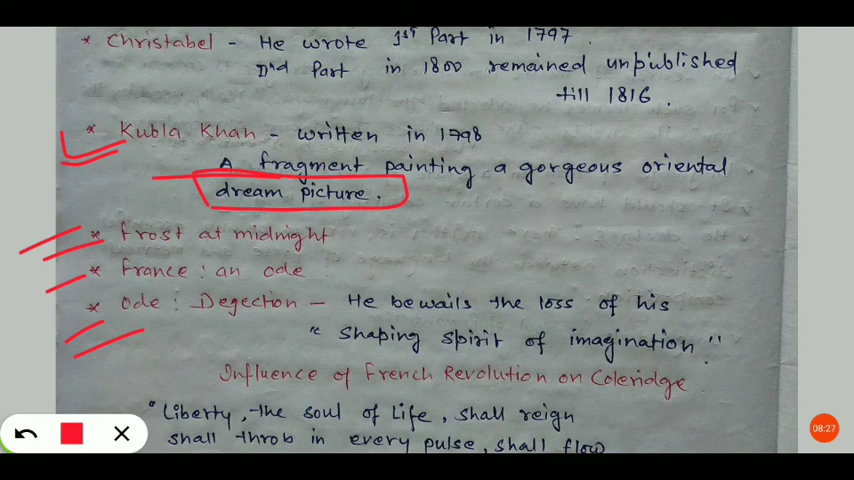 * Christabel - He wrote 1st Part in 1797.
IInd Part in 1800 remained unpublished
till 1816.
* Kubla Khan - written in 1798
A fragment painting a gorgeous oriental
dream picture.
* frost at midnight
* france : an ode
* ode : Degection - He bewails the loss of his
"shaping spirit of imagination".
Influence of French Revolution on Coleridge
"Liberty, the soul of Life, shall reign
shall throb in every pulse, shall flow
08:27